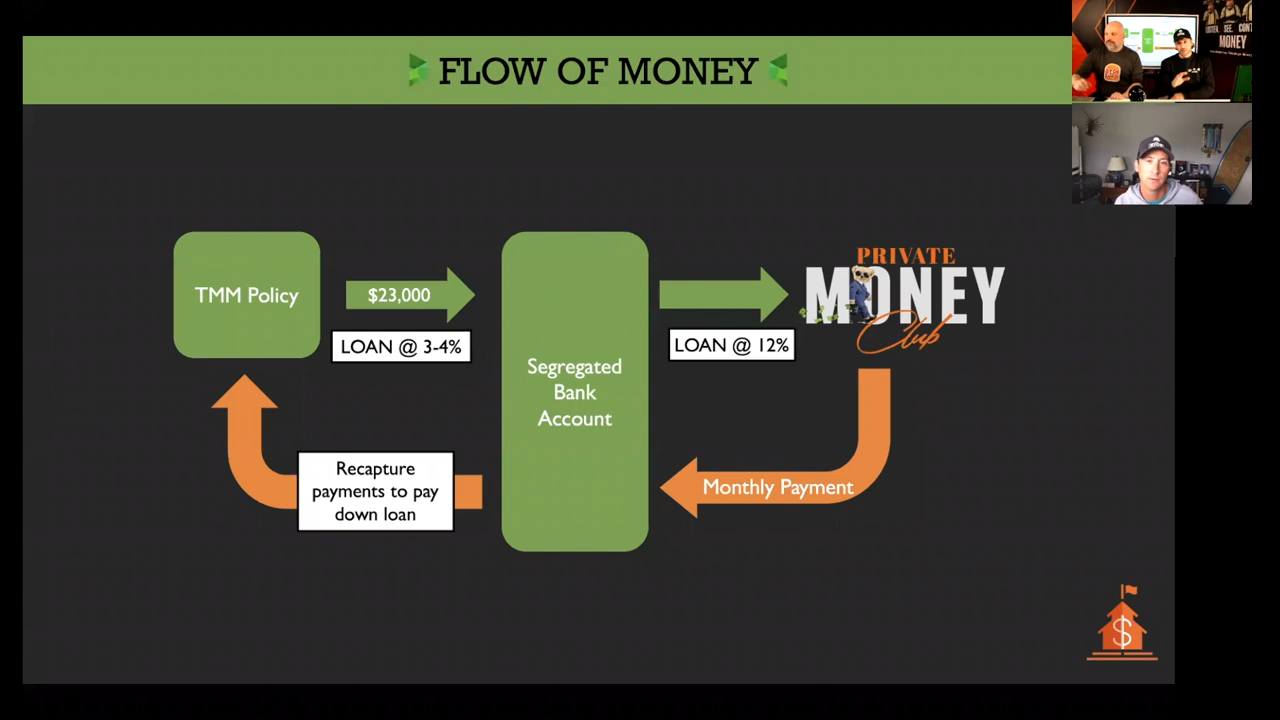 FLOW OF MONEY
TMM Policy
$23,000
LOAN @ 3-4%
Segregated
Bank
Account
LOAN @ 12%
PRIVATE
MONEY
Club
Monthly Payment
Recapture
payments to pay
down loan
$
MONEY